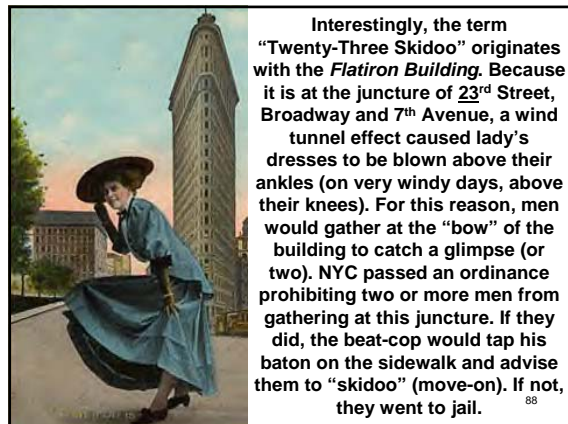 Interestingly, the term
“Twenty-Three Skidoo” originates
with the Flatiron Building. Because
it is at the juncture of 23rd Street,
Broadway and 7th Avenue, a wind
tunnel effect caused lady’s
dresses to be blown above their
ankles (on very windy days, above
their knees). For this reason, men
would gather at the “bow” of the
building to catch a glimpse (or
two). NYC passed an ordinance
prohibiting two or more men from
gathering at this juncture. If they
did, the beat-cop would tap his
baton on the sidewalk and advise
them to “skidoo” (move-on). If not,
they went to jail.
88